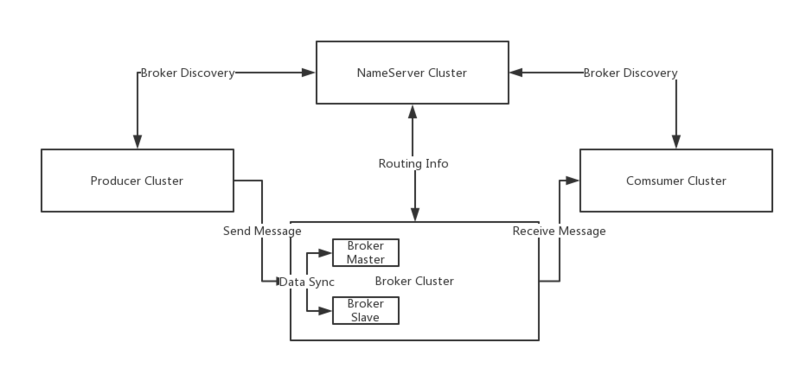 NameServer Cluster
Broker Discovery
Broker Discovery
Routing Info
Producer Cluster
Comsumer Cluster
Send Message
Receive Message
Broker
Master
Data Sync
Broker Cluster
Broker
Slave